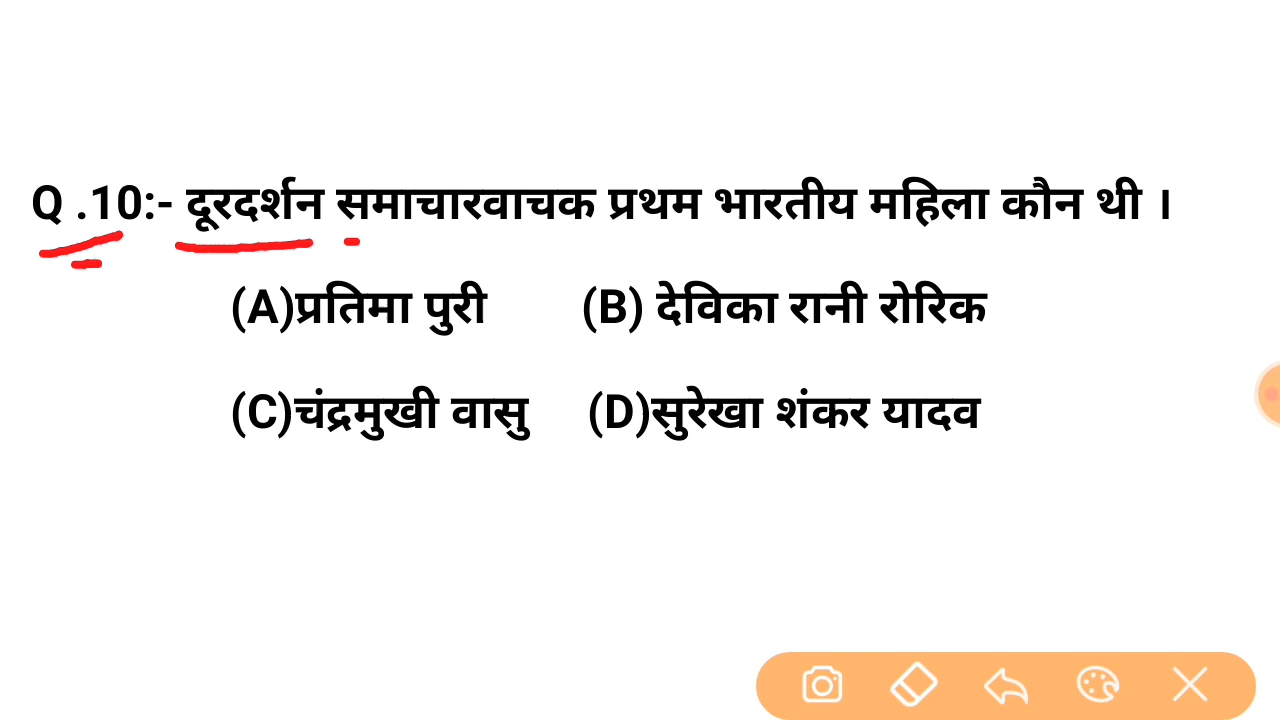 Q .10:- दूरदर्शन समाचारवाचक प्रथम भारतीय महिला कौन थी ।
(A)प्रतिमा पुरी (B) देविका रानी रोरिक
(C)चंद्रमुखी वासु (D)सुरेखा शंकर यादव